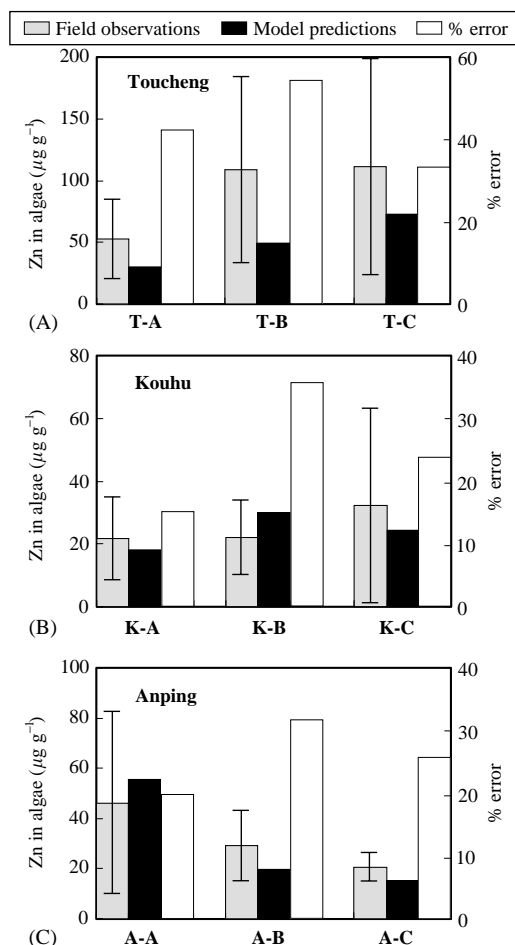 Field observations Model predictions % error
Toucheng
Zn in algae (µg g⁻¹)
200
150
100
50
0
60
40
20
0
% error
(A) T-A T-B T-C
Kouhu
Zn in algae (µg g⁻¹)
80
60
40
20
0
40
30
20
10
0
% error
(B) K-A K-B K-C
Anping
Zn in algae (µg g⁻¹)
100
80
60
40
20
0
40
30
20
10
0
% error
(C) A-A A-B A-C